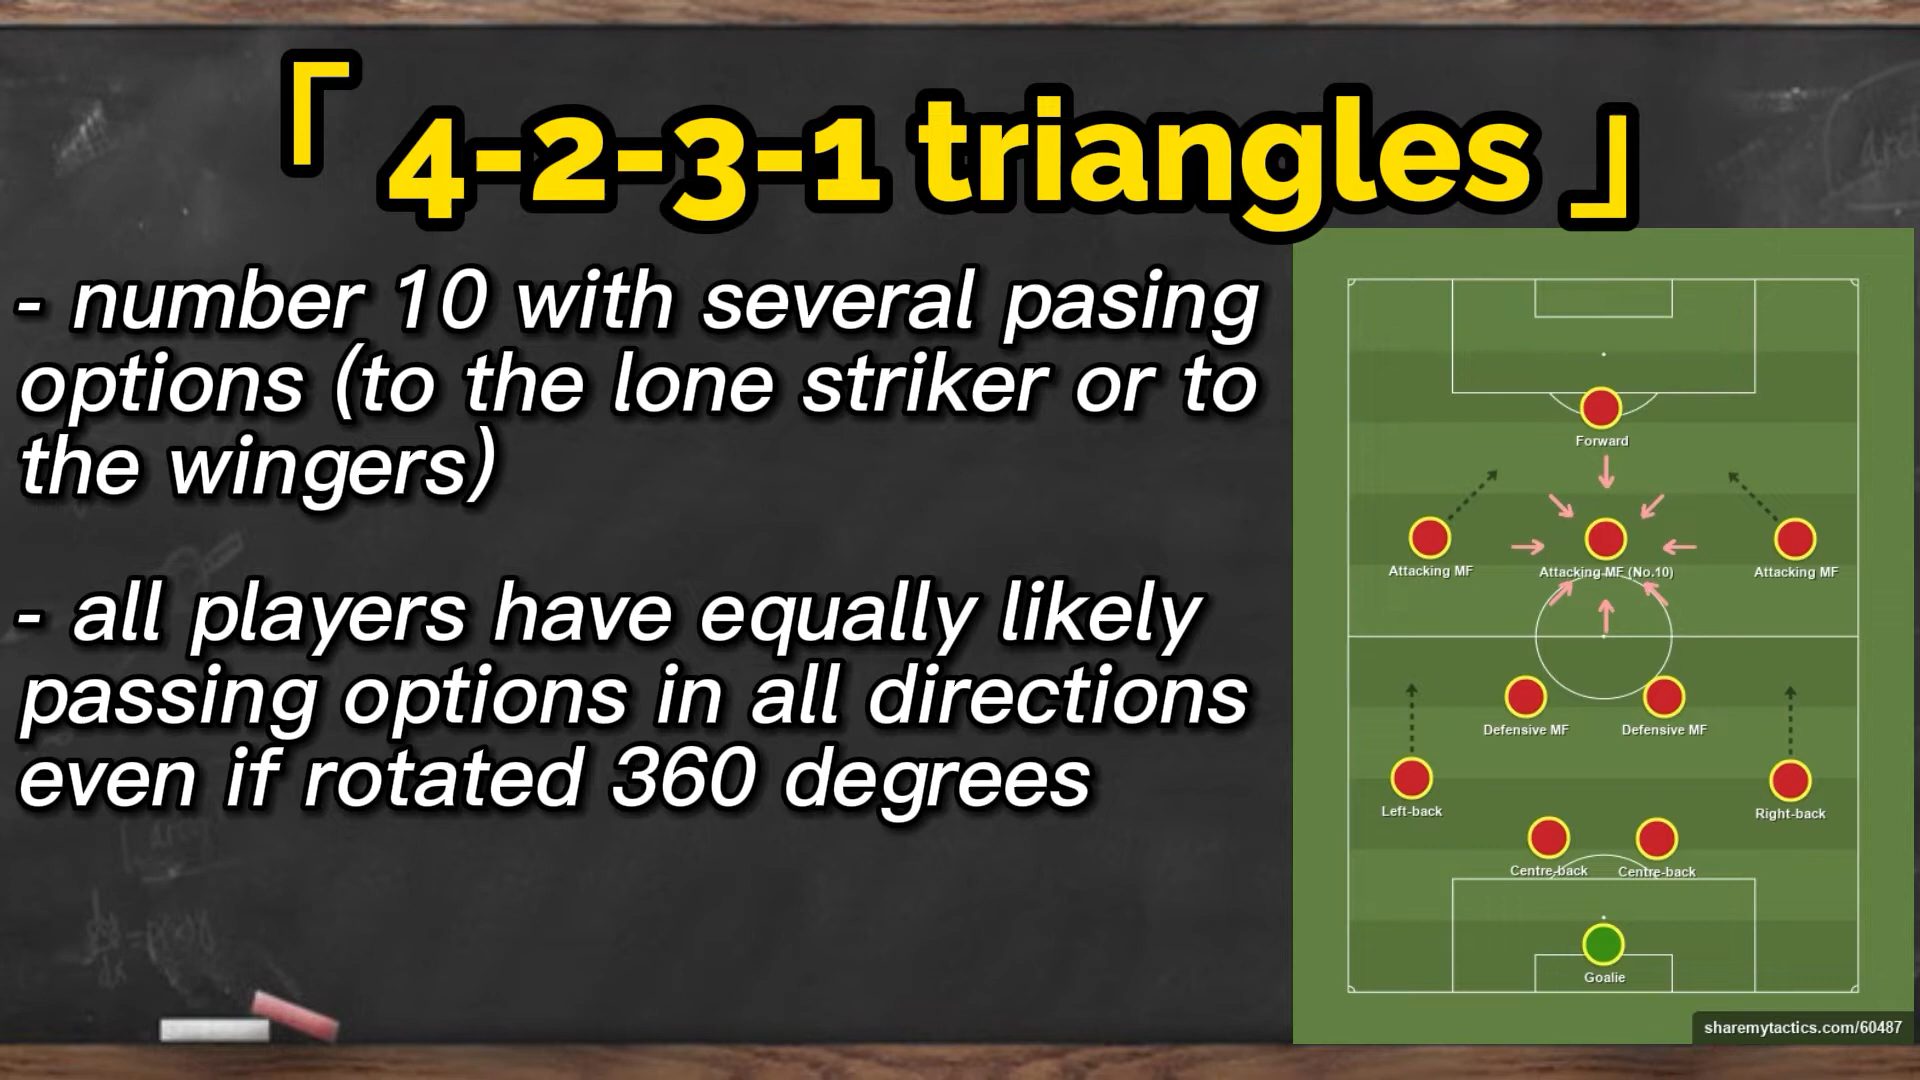 「 4-2-3-1 triangles 」
- number 10 with several pasing
options (to the lone striker or to
the wingers)
- all players have equally likely
passing options in all directions
even if rotated 360 degrees
Forward
Attacking MF
Attacking MF (No.10)
Attacking MF
Defensive MF
Defensive MF
Left-back
Right-back
Centre-back
Centre-back
Goalie
sharemytactics.com/60487